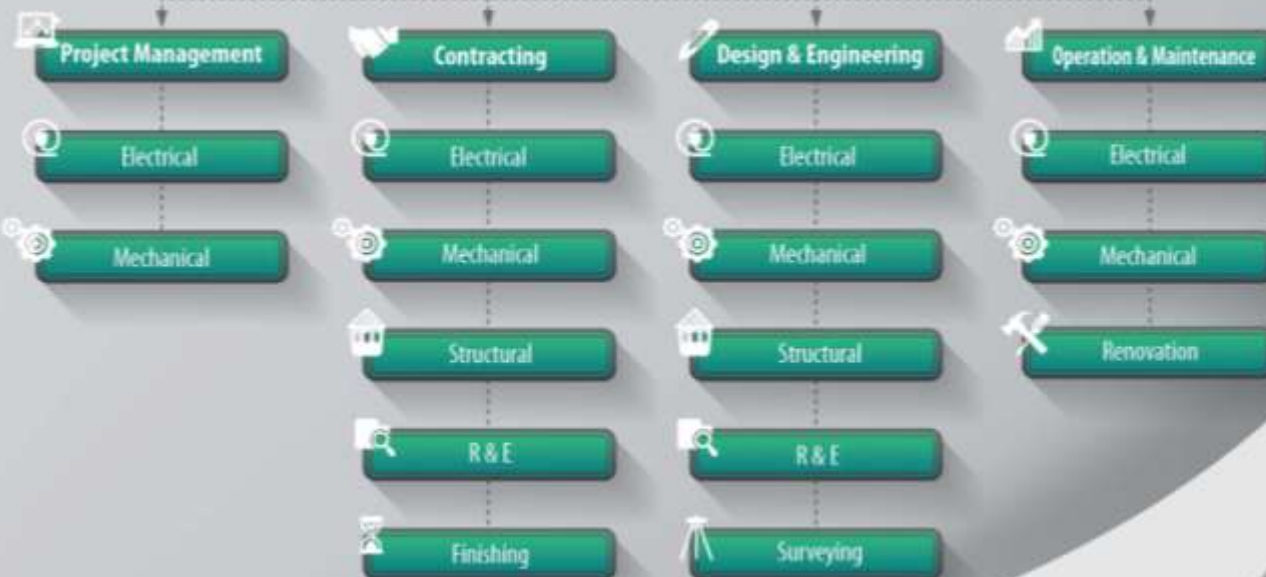 Project Management
Electrical
Mechanical
Contracting
Electrical
Mechanical
Structural
R & E
Finishing
Design & Engineering
Electrical
Mechanical
Structural
R & E
Surveying
Operation & Maintenance
Electrical
Mechanical
Renovation